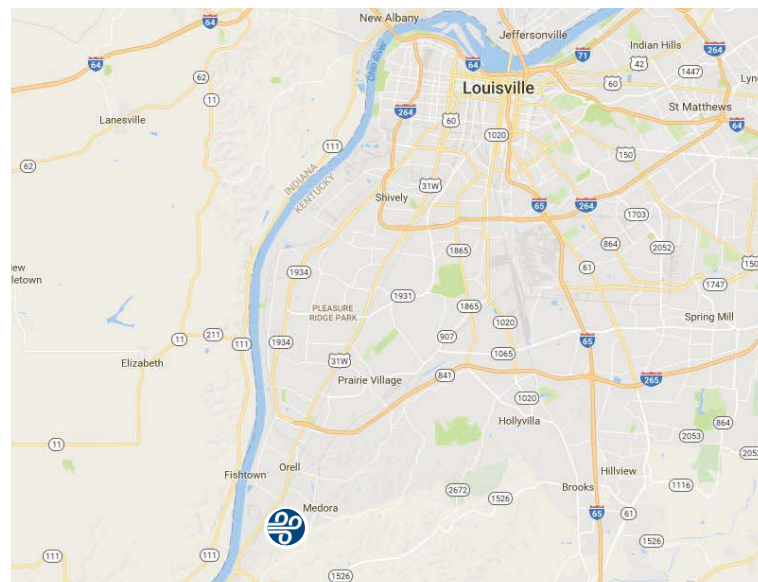 New Albany
64
Jeffersonville
Indian Hills
264
71
42
64
64
1447
Lyn
62
Ohio River
Louisville
60
11
264
St Matthews
Lanesville
60
1020
64
111
150
62
INDIANA
KENTUCKY
31W
Shively
65
264
1703
864
2052
1865
150
61
1934
ew
letown
1747
1931
PLEASURE
RIDGE PARK
1865
Spring Mill
1020
11
211
111
1934
907
65
Elizabeth
31W
1065
841
Prairie Village
265
1020
Hollyvilla
864
2053
11
2052
Orell
Fishtown
Hillview
2672
1526
Brooks
1116
Medora
65
61
1526
111
111
1526